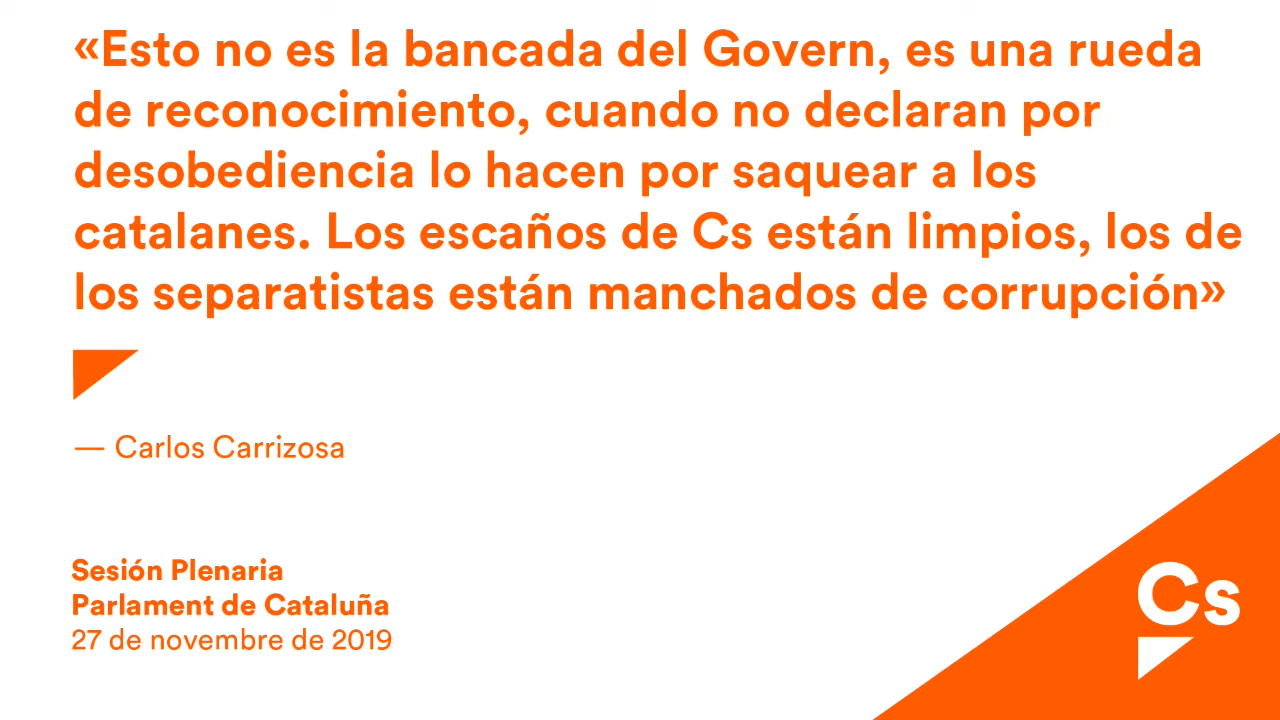 «Esto no es la bancada del Govern, es una rueda
de reconocimiento, cuando no declaran por
desobediencia lo hacen por saquear a los
catalanes. Los escaños de Cs están limpios, los de
los separatistas están manchados de corrupción»
— Carlos Carrizosa
Sesión Plenaria
Parlament de Cataluña
27 de novembre de 2019
Cs